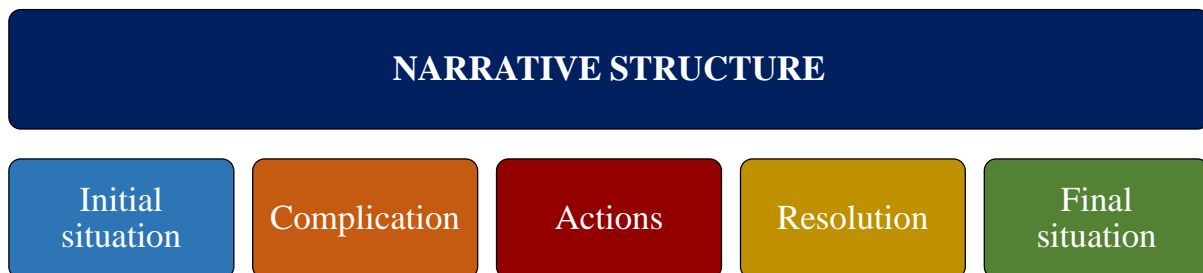 NARRATIVE STRUCTURE
Initial
situation
Complication
Actions
Resolution
Final
situation